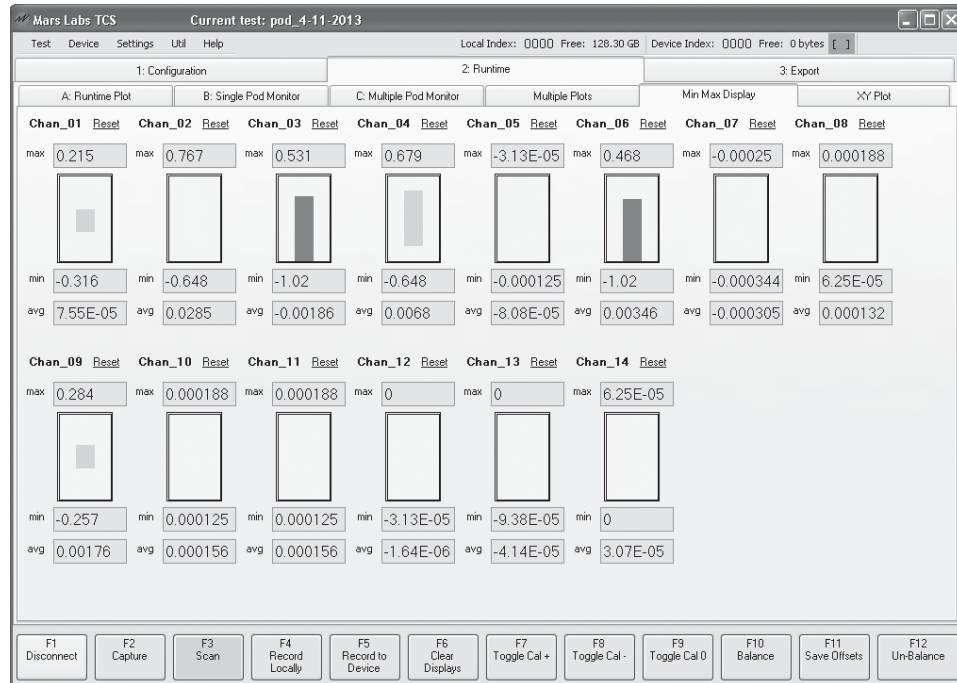 Mars Labs TCS Current test: pod_4-11-2013
Test Device Settings Util Help Local Index: 0000 Free: 128.30 GB Device Index: 0000 Free: 0 bytes [ ]
1: Configuration 2: Runtime 3: Export
A: Runtime Plot B: Single Pod Monitor C: Multiple Pod Monitor Multiple Plots Min Max Display XY Plot
Chan_01 Reset Chan_02 Reset Chan_03 Reset Chan_04 Reset Chan_05 Reset Chan_06 Reset Chan_07 Reset Chan_08 Reset
max 0.215 max 0.767 max 0.531 max 0.679 max -3.13E-05 max 0.468 max -0.00025 max 0.000188
min -0.316 min -0.648 min -1.02 min -0.648 min -0.000125 min -1.02 min -0.000344 min 6.25E-05
avg 7.55E-05 avg 0.0285 avg -0.00186 avg 0.0068 avg -8.08E-05 avg 0.00346 avg -0.000305 avg 0.000132
Chan_09 Reset Chan_10 Reset Chan_11 Reset Chan_12 Reset Chan_13 Reset Chan_14 Reset
max 0.284 max 0.000188 max 0.000188 max 0 max 0 max 6.25E-05
min -0.257 min 0.000125 min 0.000125 min -3.13E-05 min -9.38E-05 min 0
avg 0.00176 avg 0.000156 avg 0.000156 avg -1.64E-06 avg -4.14E-05 avg 3.07E-05
F1 F2 F3 F4 F5 F6 F7 F8 F9 F10 F11 F12
Disconnect Capture Scan Record Record to Clear Toggle Cal + Toggle Cal - Toggle Cal 0 Balance Save Offsets Un-Balance
Locally Device Displays